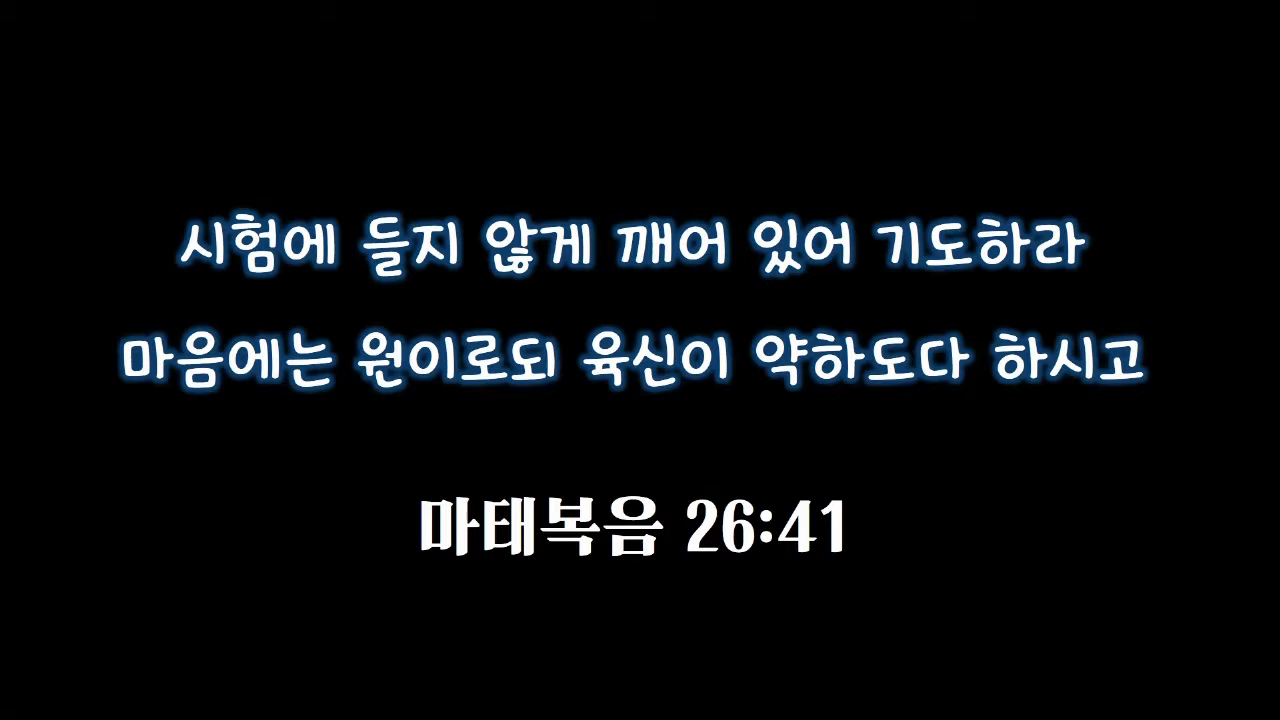 시험에 들지 않게 깨어 있어 기도하라
마음에는 원이로되 육신이 약하도다 하시고
마태복음 26:41